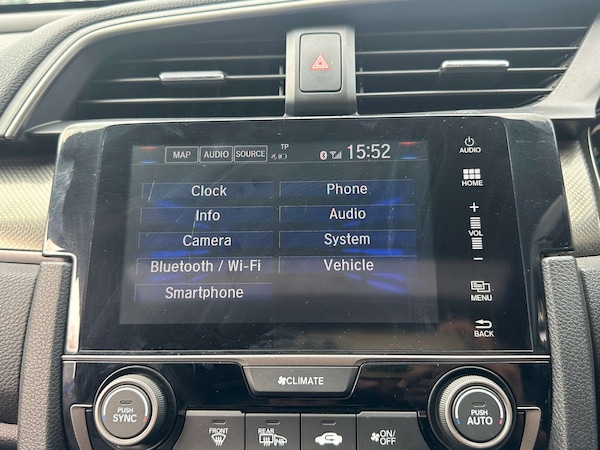 MAP AUDIO SOURCE TP 15:52
AUDIO
HOME
Clock Phone
Info Audio
Camera System
Bluetooth / Wi-Fi Vehicle
Smartphone
+
VOL
−
MENU
BACK
CLIMATE
PUSH SYNC
FRONT
REAR
ON/OFF
PUSH AUTO